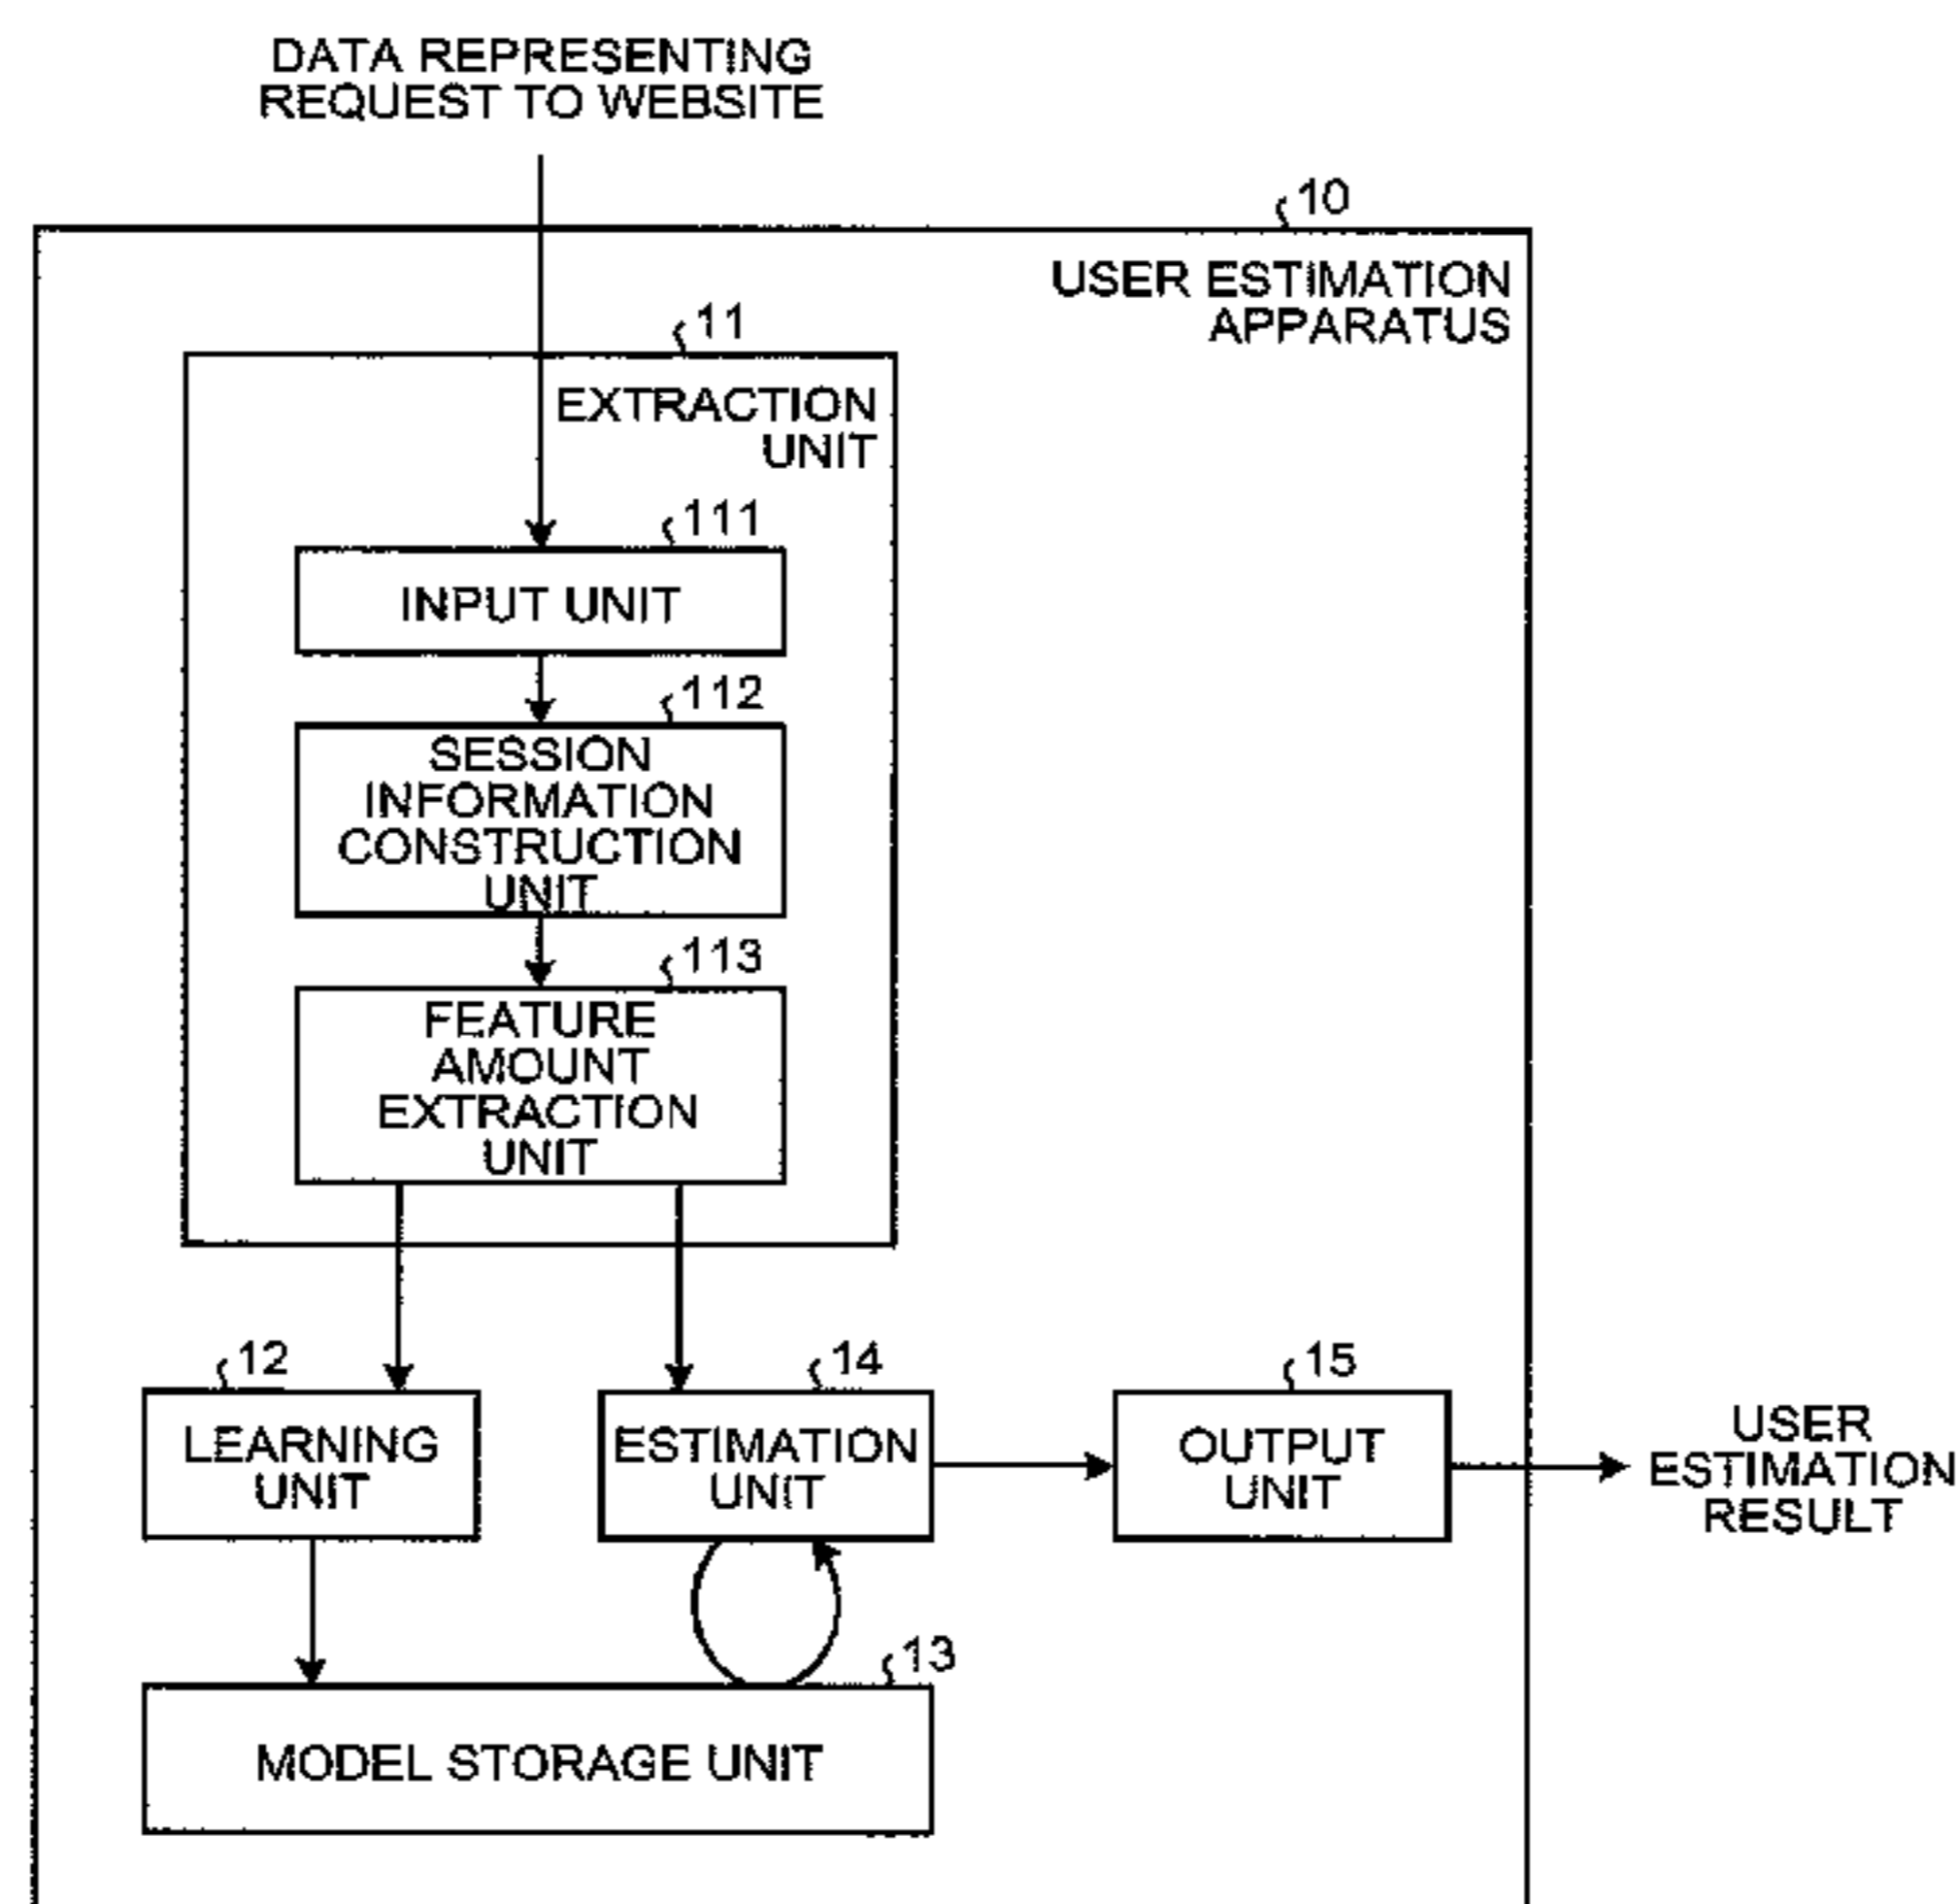 DATA REPRESENTING
REQUEST TO WEBSITE
10
USER ESTIMATION
APPARATUS
11
EXTRACTION
UNIT
111
INPUT UNIT
112
SESSION
INFORMATION
CONSTRUCTION
UNIT
113
FEATURE
AMOUNT
EXTRACTION
UNIT
12
LEARNING
UNIT
14
ESTIMATION
UNIT
15
OUTPUT
UNIT
USER
ESTIMATION
RESULT
13
MODEL STORAGE UNIT